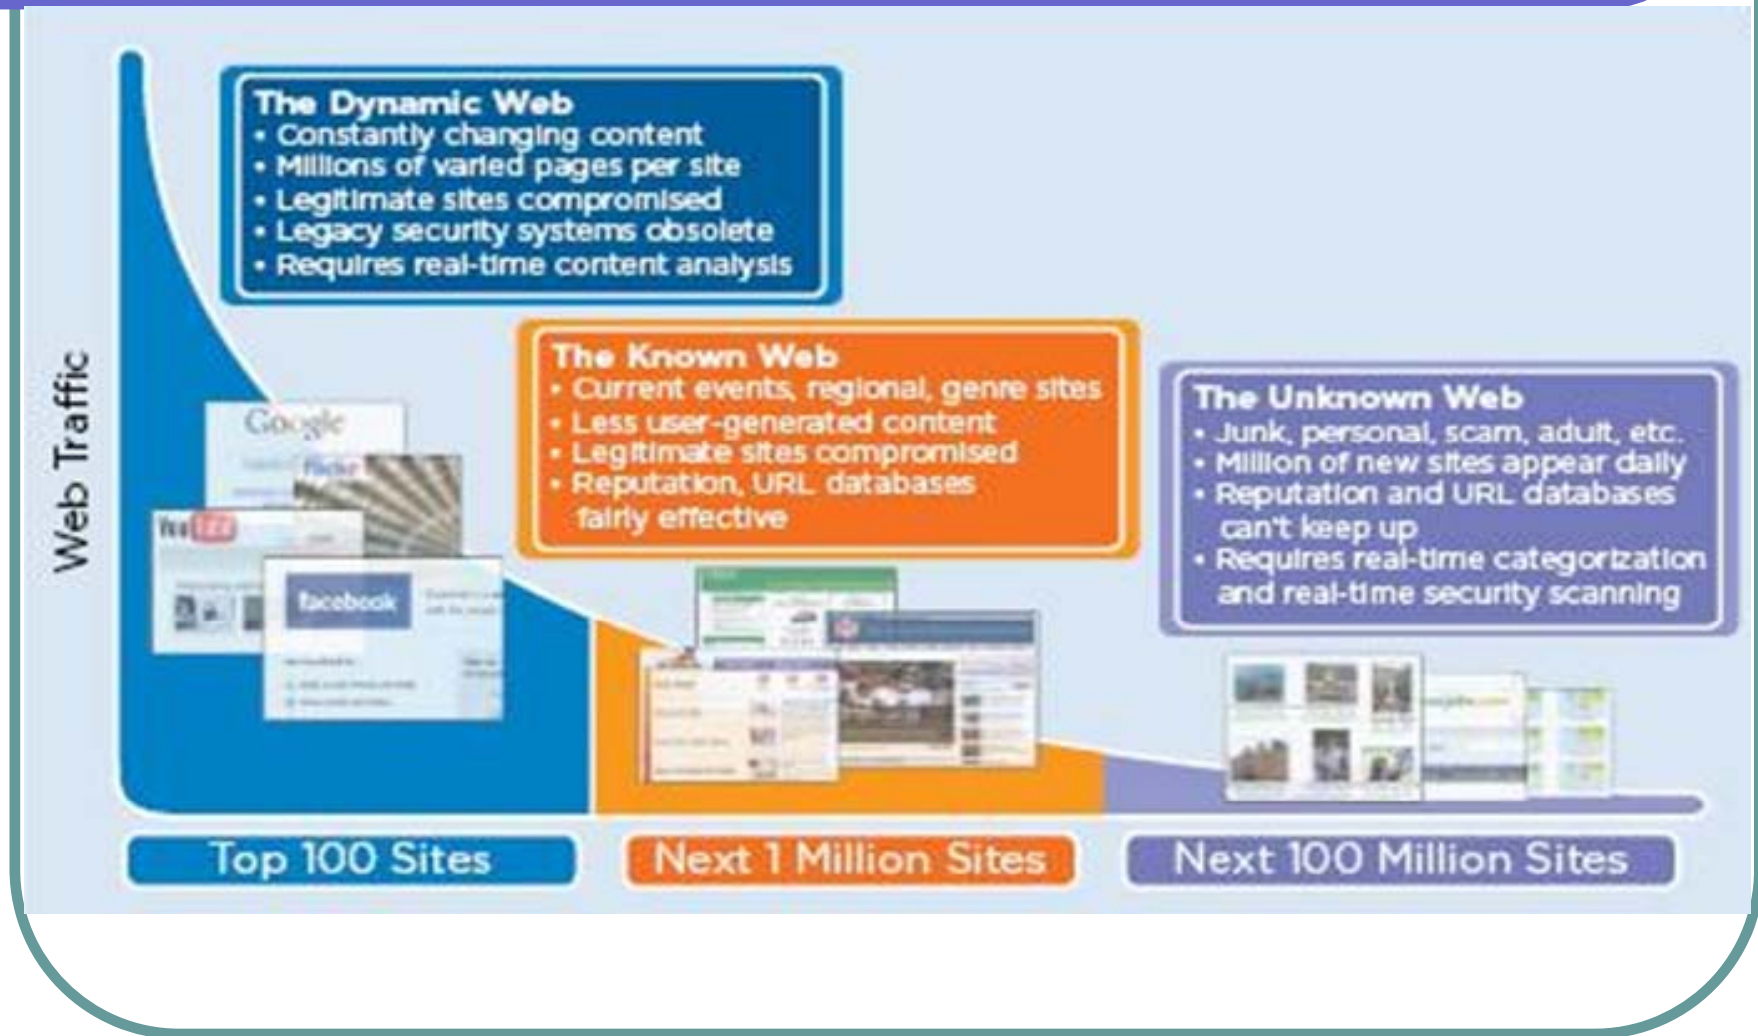 The Dynamic Web
• Constantly changing content
• Millions of varied pages per site
• Legitimate sites compromised
• Legacy security systems obsolete
• Requires real-time content analysis
The Known Web
• Current events, regional, genre sites
• Less user-generated content
• Legitimate sites compromised
• Reputation, URL databases
fairly effective
The Unknown Web
• Junk, personal, scam, adult, etc.
• Million of new sites appear daily
• Reputation and URL databases
can't keep up
• Requires real-time categorization
and real-time security scanning
Web Traffic
Google
flickr
You
facebook
Top 100 Sites
Next 1 Million Sites
Next 100 Million Sites